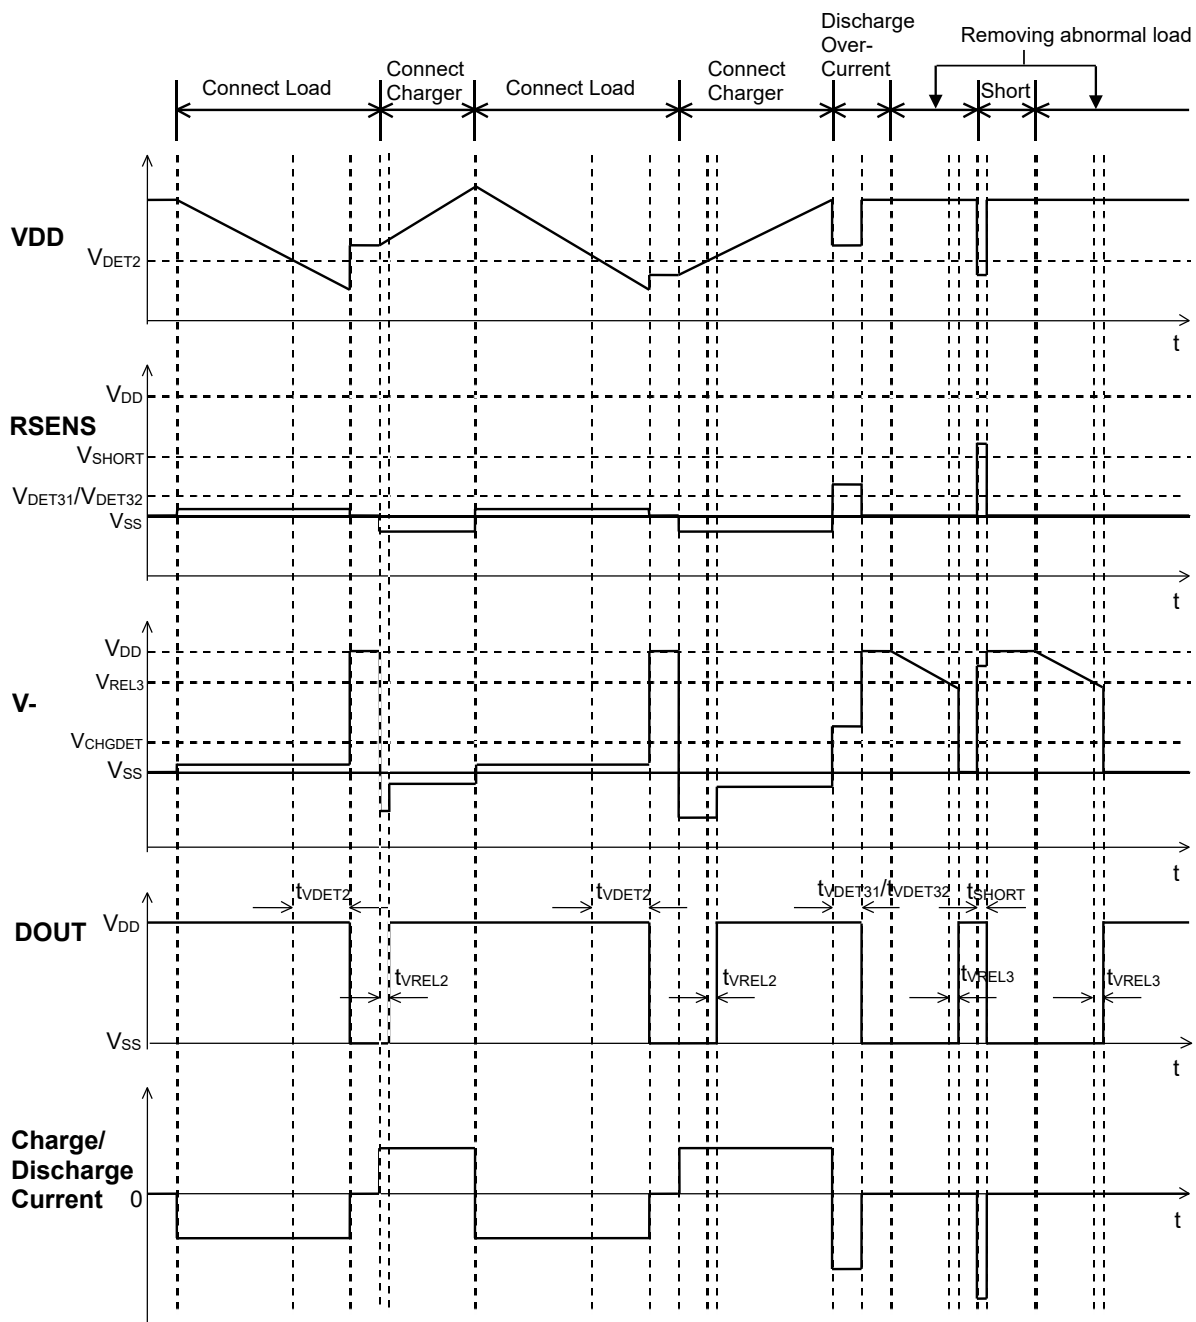 Discharge
Over-
Current
Removing abnormal load
Connect Load
Connect
Charger
Connect Load
Connect
Charger
Short
VDD
VDET2
t
VDD
RSENS
VSHORT
VDET31/VDET32
VSS
t
VDD
VREL3
V-
VCHGDET
VSS
t
tVDET2
tVDET2
tVDET31/tVDET32
tSHORT
VDD
DOUT
tVREL2
tVREL2
tVREL3
tVREL3
VSS
t
Charge/
Discharge
Current
0
t